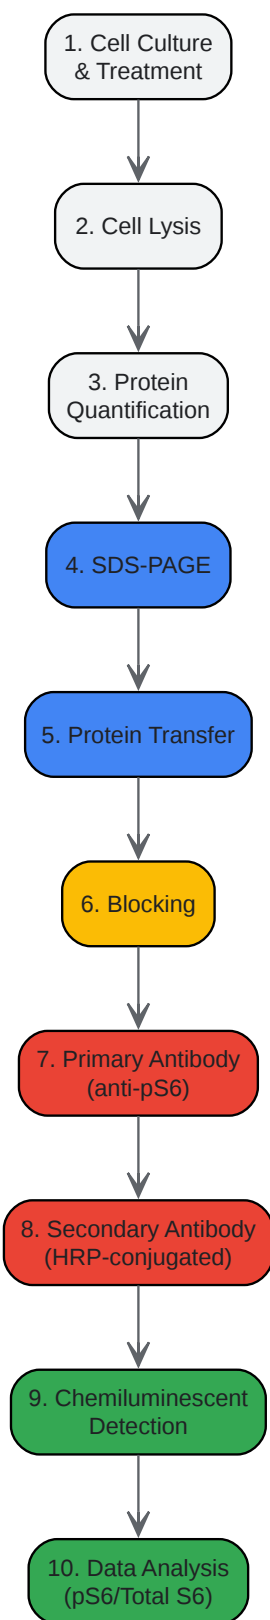 1. Cell Culture
& Treatment
2. Cell Lysis
3. Protein
Quantification
4. SDS-PAGE
5. Protein Transfer
6. Blocking
7. Primary Antibody
(anti-pS6)
8. Secondary Antibody
(HRP-conjugated)
9. Chemiluminescent
Detection
10. Data Analysis
(pS6/Total S6)